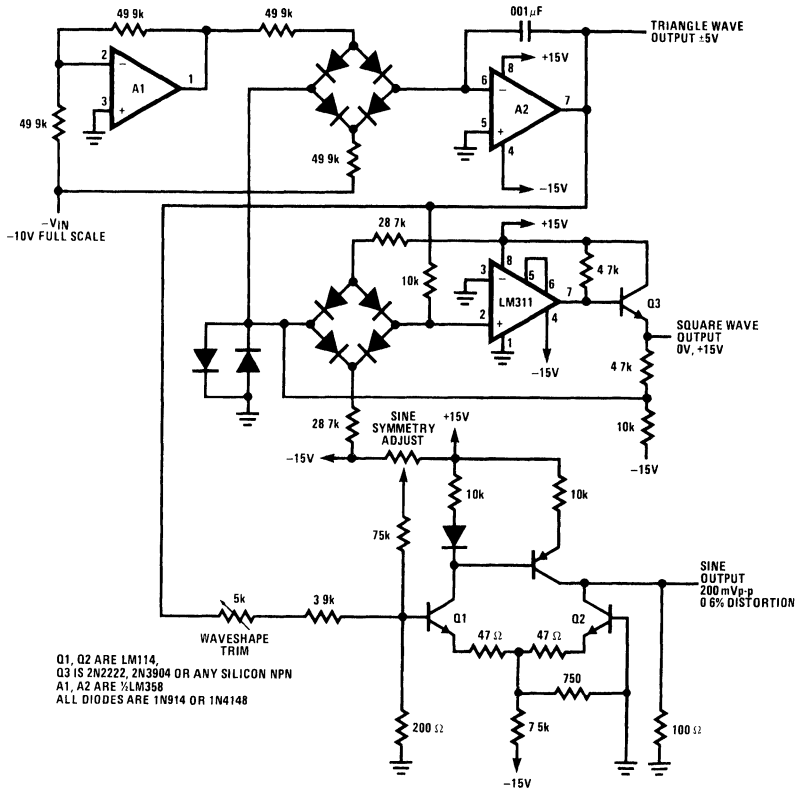 49 9k
49 9k
001 μF
TRIANGLE WAVE
OUTPUT ±5V
2
−
A1
1
3
+
49 9k
8
+15V
6
−
A2
7
5
+
4
−15V
49 9k
−VIN
−10V FULL SCALE
28 7k
10k
+15V
8
3
−
5
6
LM311
7
2
+
4
1
−15V
4 7k
Q3
SQUARE WAVE
OUTPUT
0V, +15V
4 7k
10k
−15V
28 7k
SINE
SYMMETRY
ADJUST
+15V
−15V
10k
10k
75k
SINE
OUTPUT
200 mVp-p
0 6% DISTORTION
5k
WAVESHAPE
TRIM
3 9k
Q1
47 Ω
47 Ω
Q2
750
200 Ω
7 5k
−15V
100 Ω
Q1, Q2 ARE LM114,
Q3 IS 2N2222, 2N3904 OR ANY SILICON NPN
A1, A2 ARE ½LM358
ALL DIODES ARE 1N914 OR 1N4148